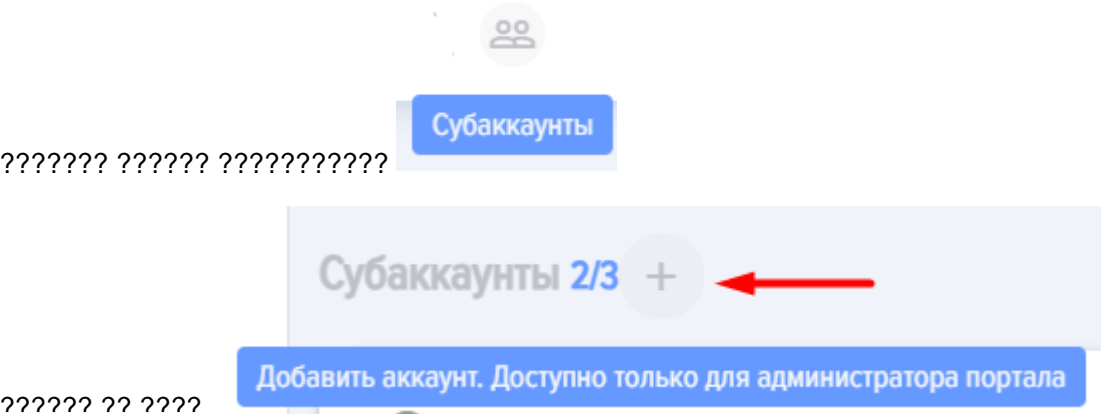 Субаккаунты
??????? ?????? ???????????
Субаккаунты 2/3 +
Добавить аккаунт. Доступно только для администратора портала
?????? ?? ????